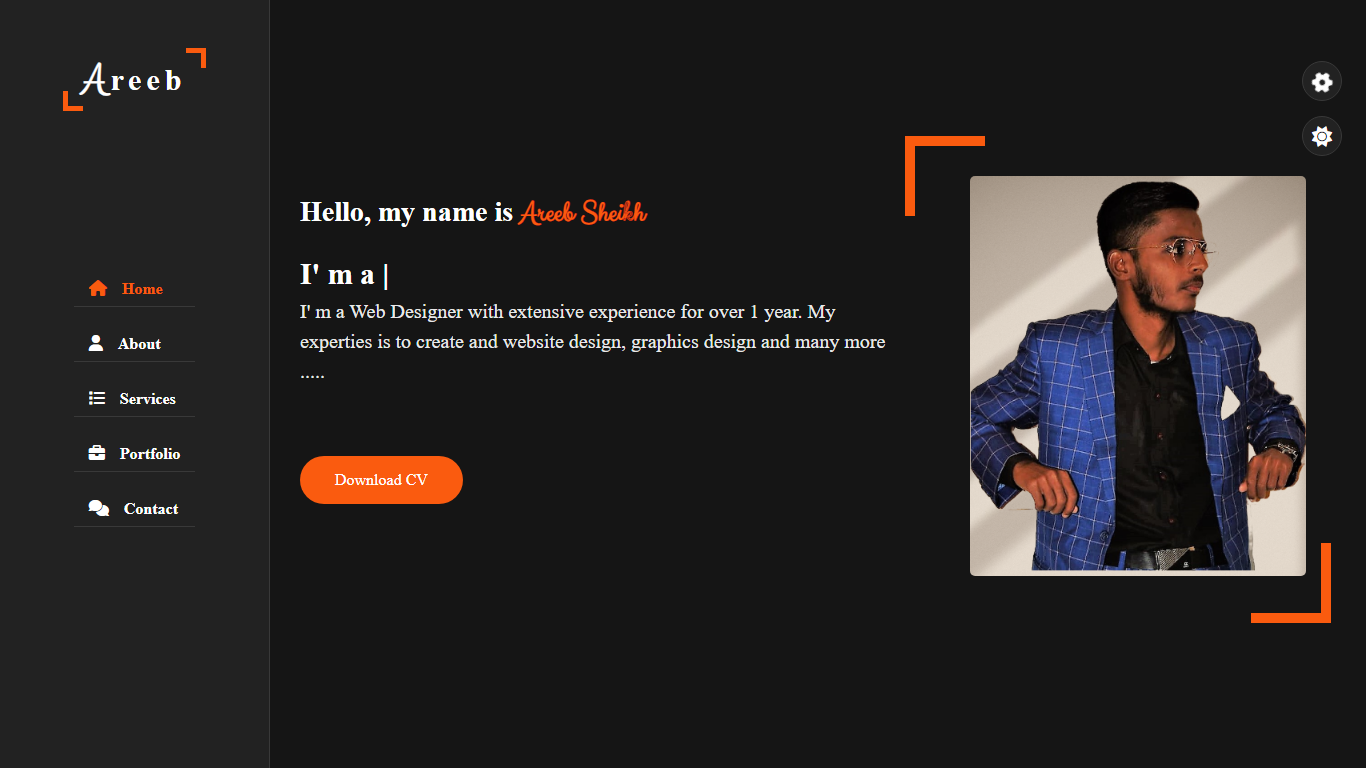 Areeb
Home
About
Services
Portfolio
Contact
Hello, my name is Areeb Sheikh
I' m a |
I' m a Web Designer with extensive experience for over 1 year. My
experties is to create and website design, graphics design and many more
.....
Download CV